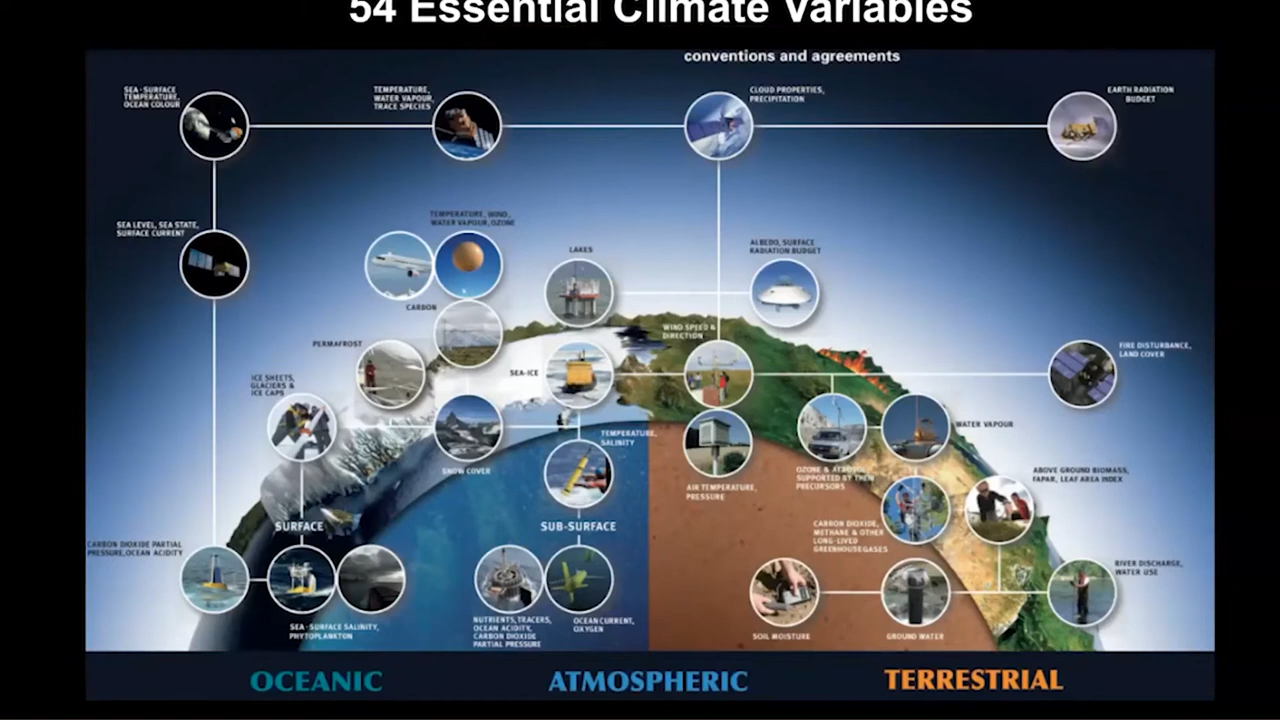 54 Essential Climate Variables
conventions and agreements
SEA-SURFACE
TEMPERATURE,
OCEAN COLOUR
TEMPERATURE,
WATER VAPOUR,
TRACE SPECIES
CLOUD PROPERTIES,
PRECIPITATION
EARTH RADIATION
BUDGET
SEA LEVEL, SEA STATE,
SURFACE CURRENT
TEMPERATURE, WIND,
WATER VAPOUR, OZONE
LAKES
ALBEDO, SURFACE
RADIATION BUDGET
CARBON
PERMAFROST
WIND SPEED &
DIRECTION
FIRE DISTURBANCE,
LAND COVER
ICE SHEETS,
GLACIERS &
ICE CAPS
SEA-ICE
SNOW COVER
TEMPERATURE,
SALINITY
AIR TEMPERATURE,
PRESSURE
OZONE & AEROSOL
SUPPORTED BY THEIR
PRECURSORS
WATER VAPOUR
ABOVE GROUND BIOMASS,
FAPAR, LEAF AREA INDEX
SURFACE
SUB-SURFACE
CARBON DIOXIDE,
METHANE & OTHER
LONG-LIVED
GREENHOUSE GASES
CARBON DIOXIDE PARTIAL
PRESSURE, OCEAN ACIDITY
RIVER DISCHARGE,
WATER USE
SEA-SURFACE SALINITY,
PHYTOPLANKTON
NUTRIENTS, TRACERS,
OCEAN ACIDITY,
CARBON DIOXIDE
PARTIAL PRESSURE
OCEAN CURRENT,
OXYGEN
SOIL MOISTURE
GROUND WATER
OCEANIC
ATMOSPHERIC
TERRESTRIAL